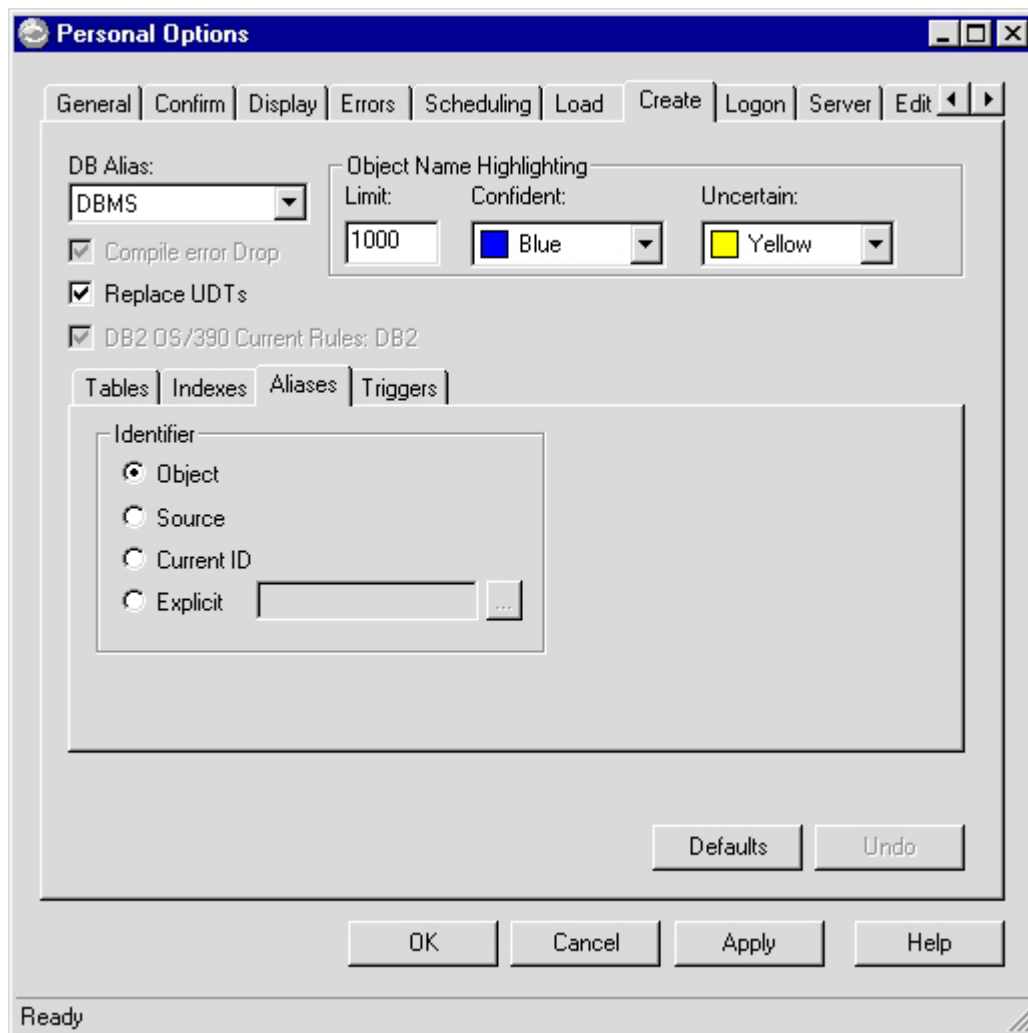 Personal Options
General Confirm Display Errors Scheduling Load Create Logon Server Edit
DB Alias:
DBMS
Object Name Highlighting
Limit: Confident: Uncertain:
1000 Blue Yellow
Compile error Drop
Replace UDTs
DB2 OS/390 Current Rules: DB2
Tables Indexes Aliases Triggers
Identifier
Object
Source
Current ID
Explicit ...
Defaults Undo
OK Cancel Apply Help
Ready